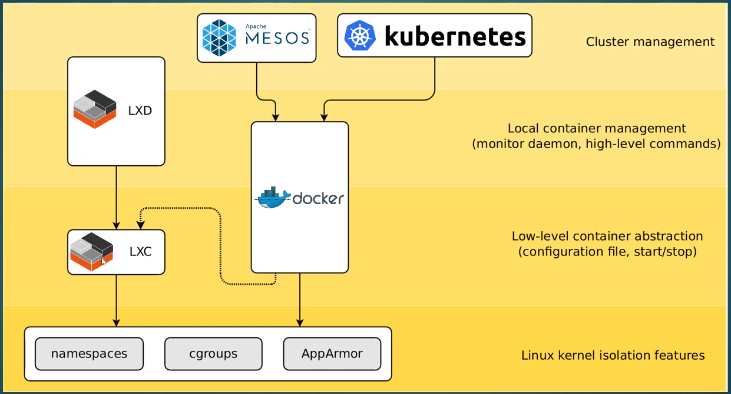 Apache
MESOS
kubernetes
Cluster management
LXD
Local container management
(monitor daemon, high-level commands)
docker
LXC
Low-level container abstraction
(configuration file, start/stop)
namespaces
cgroups
AppArmor
Linux kernel isolation features